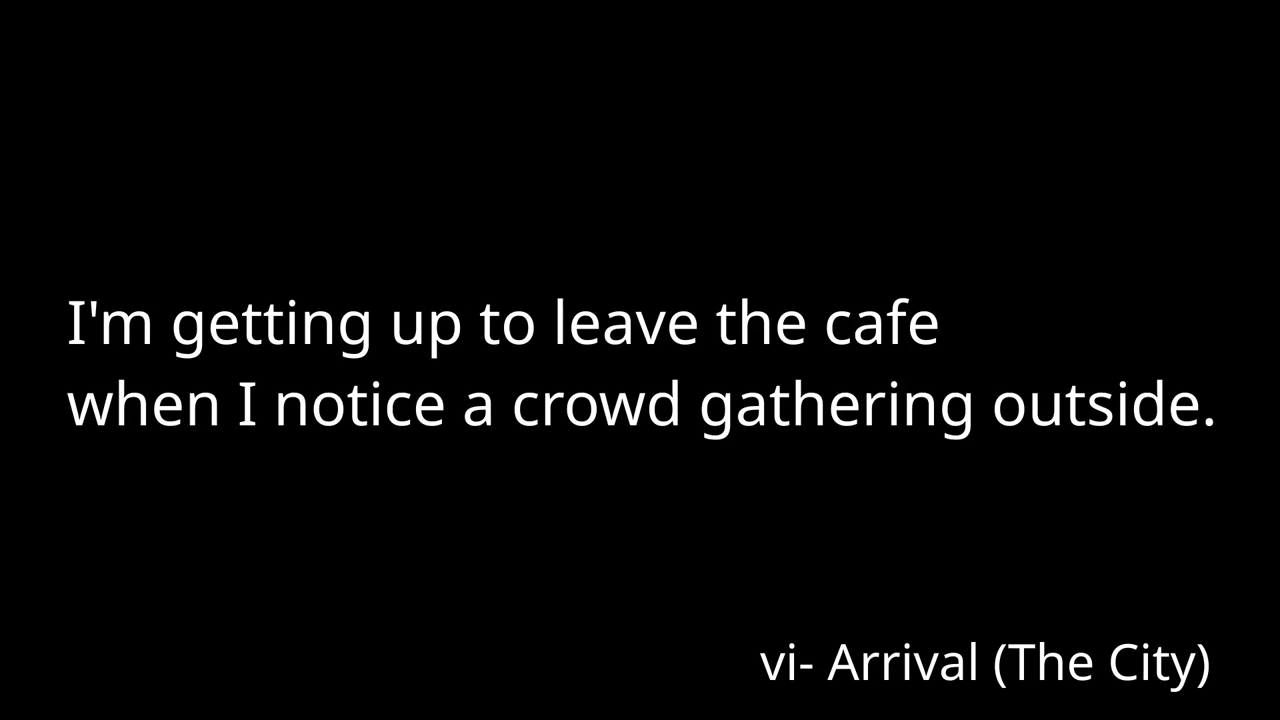 I'm getting up to leave the cafe
when I notice a crowd gathering outside.
vi- Arrival (The City)